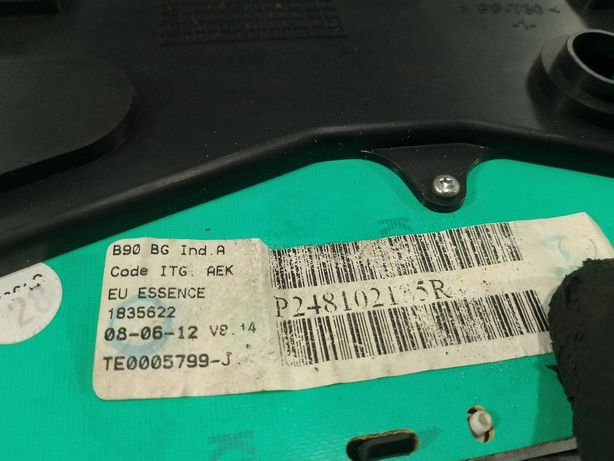 B90 BG Ind.A
Code ITG: AEK
EU ESSENCE
1835622
08-06-12 V8.14
TE0005799-J